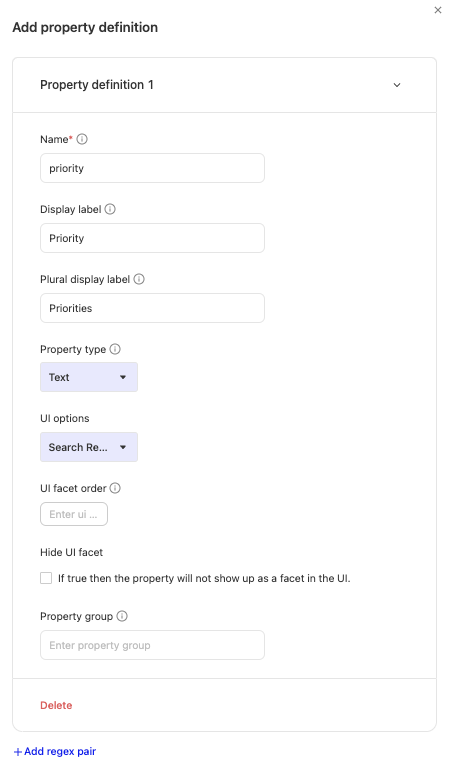 Add property definition
Property definition 1
Name*
priority
Display label
Priority
Plural display label
Priorities
Property type
Text
UI options
Search Re...
UI facet order
Enter ui ...
Hide UI facet
If true then the property will not show up as a facet in the UI.
Property group
Enter property group
Delete
+ Add regex pair